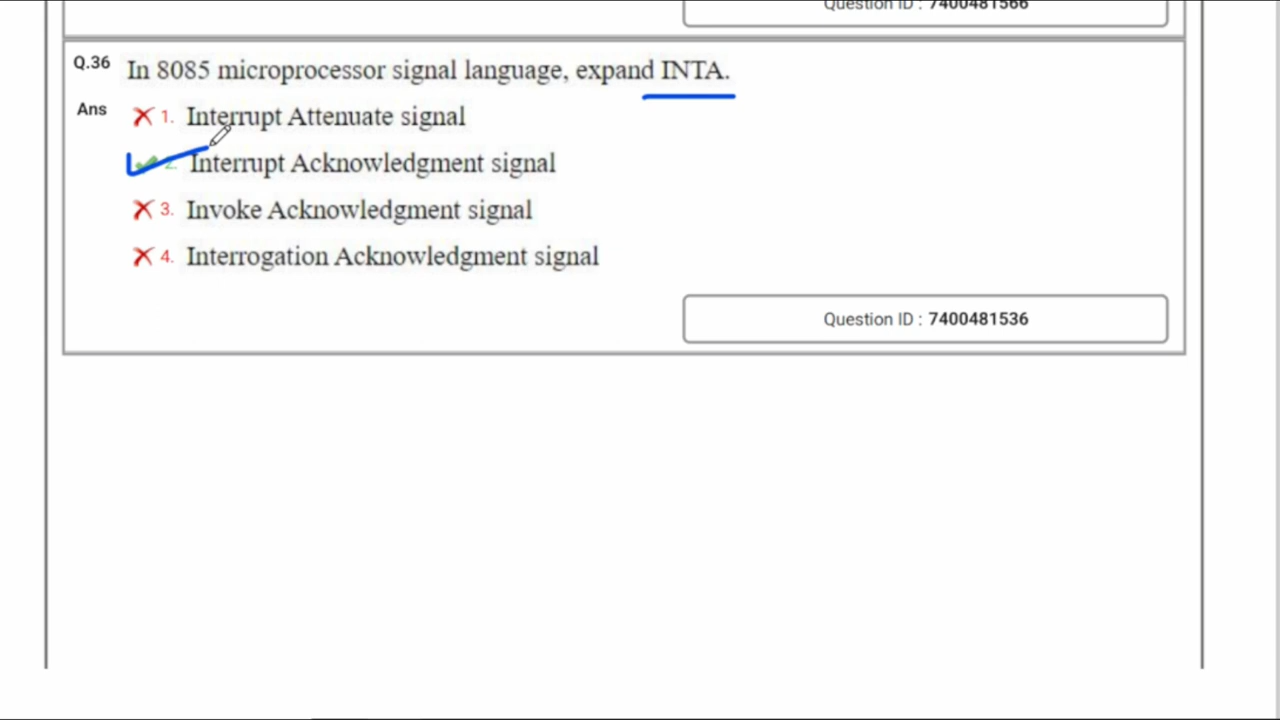 Question ID : 7400481566
Q.36 In 8085 microprocessor signal language, expand INTA.
Ans 1. Interrupt Attenuate signal
2. Interrupt Acknowledgment signal
3. Invoke Acknowledgment signal
4. Interrogation Acknowledgment signal
Question ID : 7400481536